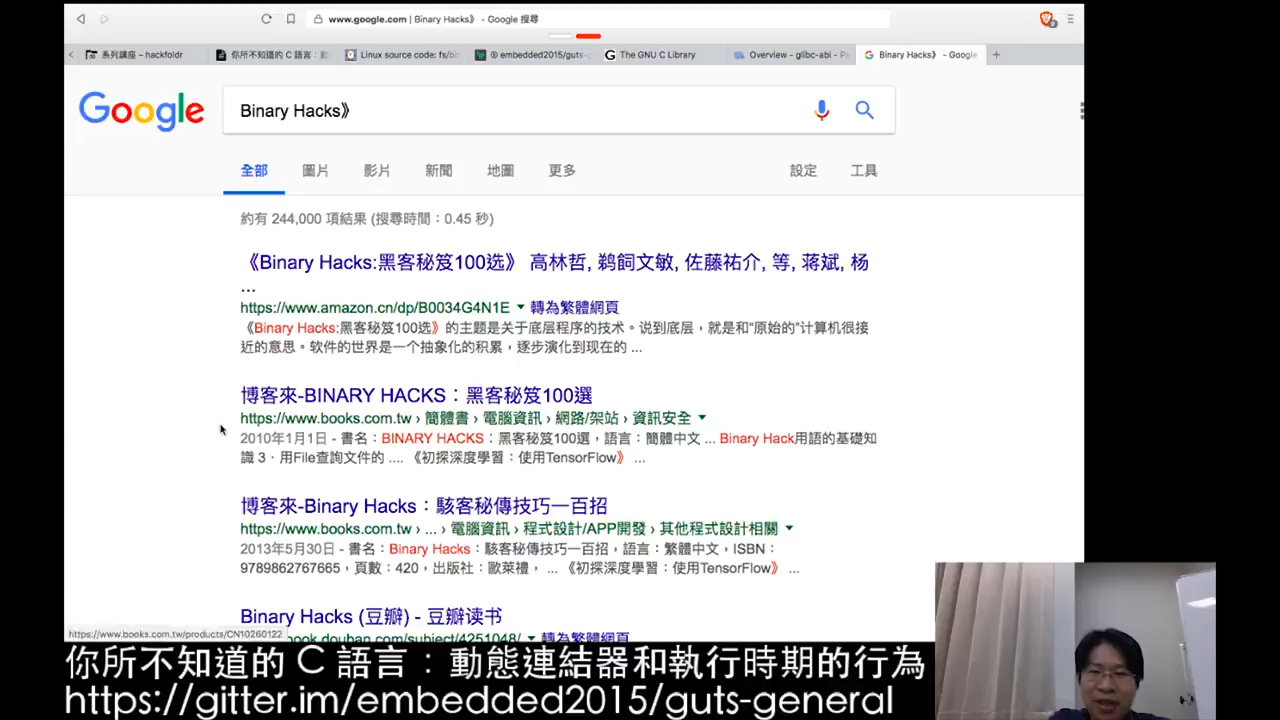 www.google.com | Binary Hacks》 - Google 搜尋
系列講座 - hackfoldr
你所不知道的 C 語言：動
Linux source code: fs/bin
embedded2015/guts-g
The GNU C Library
Overview - glibc-abi - Pa
Binary Hacks》 - Google
Google
Binary Hacks》
全部 圖片 影片 新聞 地圖 更多 設定 工具
約有 244,000 項結果 (搜尋時間：0.45 秒)
《Binary Hacks:黑客秘笈100选》 高林哲, 鹈飼文敏, 佐藤祐介, 等, 蒋斌, 杨
...
https://www.amazon.cn/dp/B0034G4N1E ▼ 轉為繁體網頁
《Binary Hacks:黑客秘笈100选》的主题是关于底层程序的技术。说到底层，就是和“原始的”计算机很接
近的意思。软件的世界是一个抽象化的积累，逐步演化到现在的 ...
博客來-BINARY HACKS：黑客秘笈100選
https://www.books.com.tw › 簡體書 › 電腦資訊 › 網路/架站 › 資訊安全 ▼
2010年1月1日 - 書名：BINARY HACKS：黑客秘笈100選，語言：簡體中文 ... Binary Hack用語的基礎知
識 3．用File查詢文件的 .... 《初探深度學習：使用TensorFlow》 ...
博客來-Binary Hacks：駭客秘傳技巧一百招
https://www.books.com.tw › ... › 電腦資訊 › 程式設計/APP開發 › 其他程式設計相關 ▼
2013年5月30日 - 書名：Binary Hacks：駭客秘傳技巧一百招，語言：繁體中文，ISBN：
9789862767665，頁數：420，出版社：歐萊禮， ... 《初探深度學習：使用TensorFlow》 ...
Binary Hacks (豆瓣) - 豆瓣读书
book.douban.com/subject/4251048/ ▼ 轉為繁體網頁
https://www.books.com.tw/products/CN10260122
你所不知道的 C 語言：動態連結器和執行時期的行為
https://gitter.im/embedded2015/guts-general